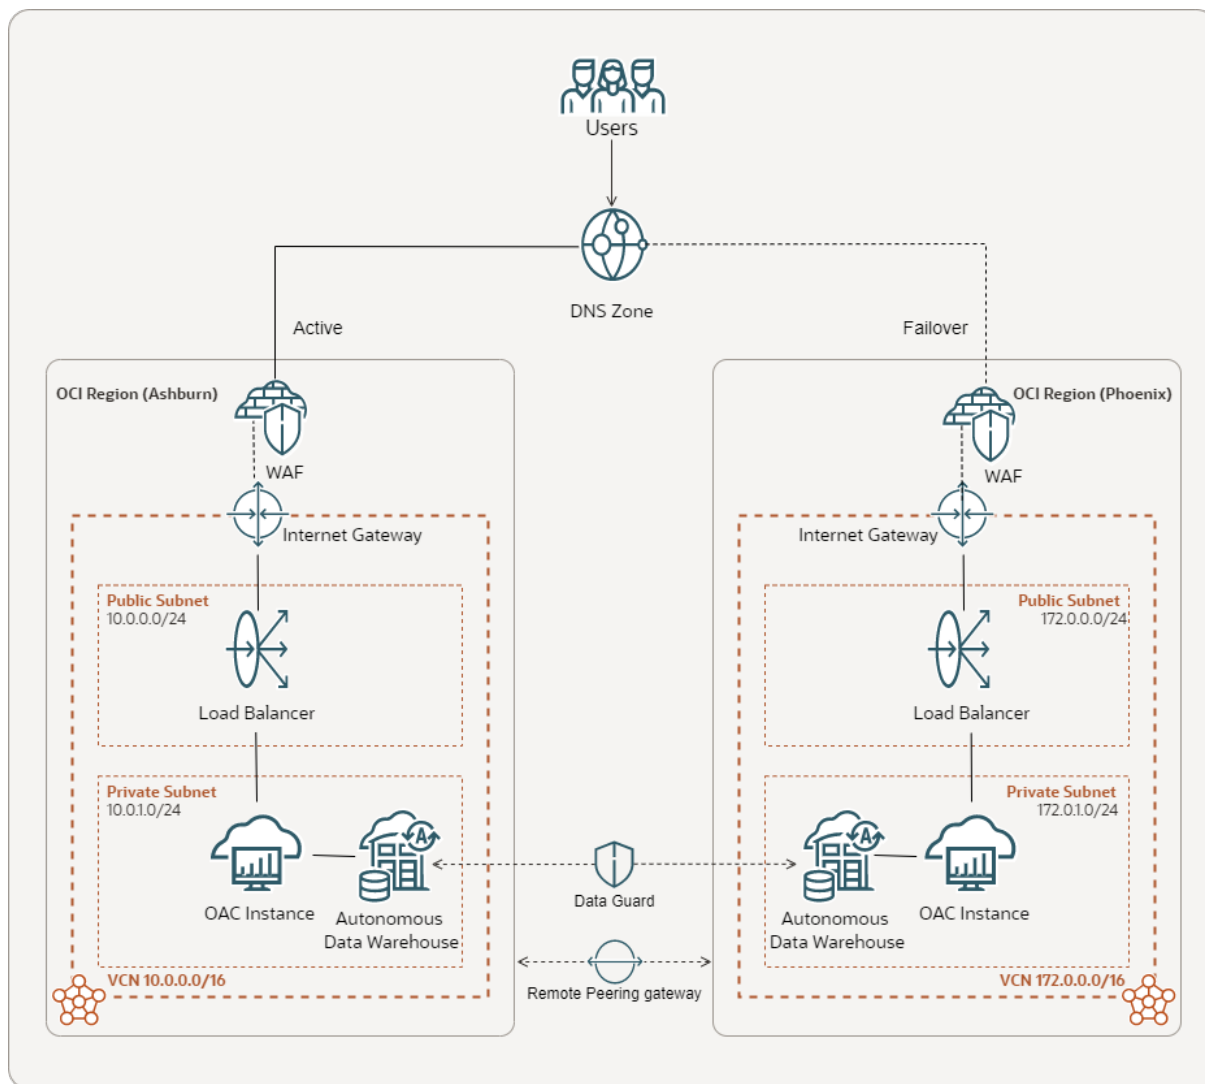 Users
DNS Zone
Active
Failover
OCI Region (Ashburn)
WAF
Internet Gateway
Public Subnet
10.0.0.0/24
Load Balancer
Private Subnet
10.0.1.0/24
OAC Instance
A
Autonomous
Data Warehouse
VCN 10.0.0.0/16
Data Guard
Remote Peering gateway
OCI Region (Phoenix)
WAF
Internet Gateway
Public Subnet
172.0.0.0/24
Load Balancer
Private Subnet
172.0.1.0/24
A
Autonomous
Data Warehouse
OAC Instance
VCN 172.0.0.0/16